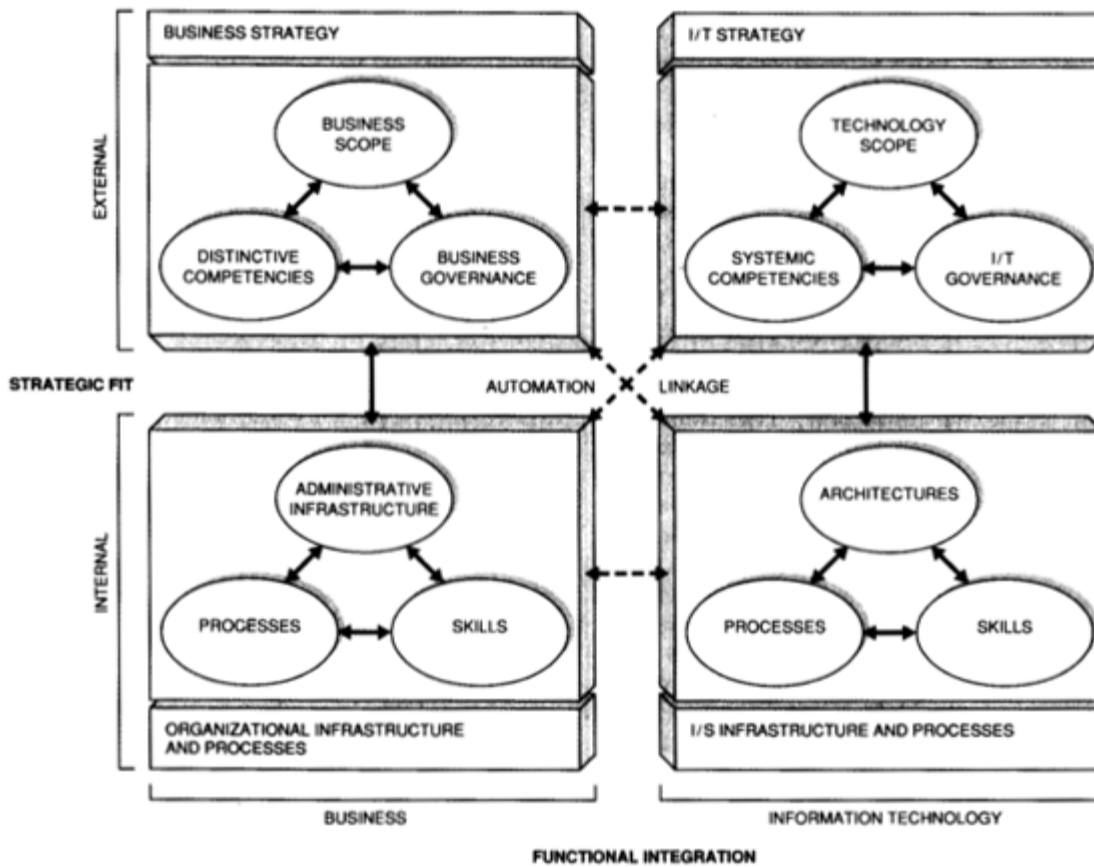 BUSINESS STRATEGY
I/T STRATEGY
EXTERNAL
BUSINESS
SCOPE
TECHNOLOGY
SCOPE
DISTINCTIVE
COMPETENCIES
BUSINESS
GOVERNANCE
SYSTEMIC
COMPETENCIES
I/T
GOVERNANCE
STRATEGIC FIT
AUTOMATION
LINKAGE
INTERNAL
ADMINISTRATIVE
INFRASTRUCTURE
ARCHITECTURES
PROCESSES
SKILLS
PROCESSES
SKILLS
ORGANIZATIONAL INFRASTRUCTURE
AND PROCESSES
I/S INFRASTRUCTURE AND PROCESSES
BUSINESS
INFORMATION TECHNOLOGY
FUNCTIONAL INTEGRATION